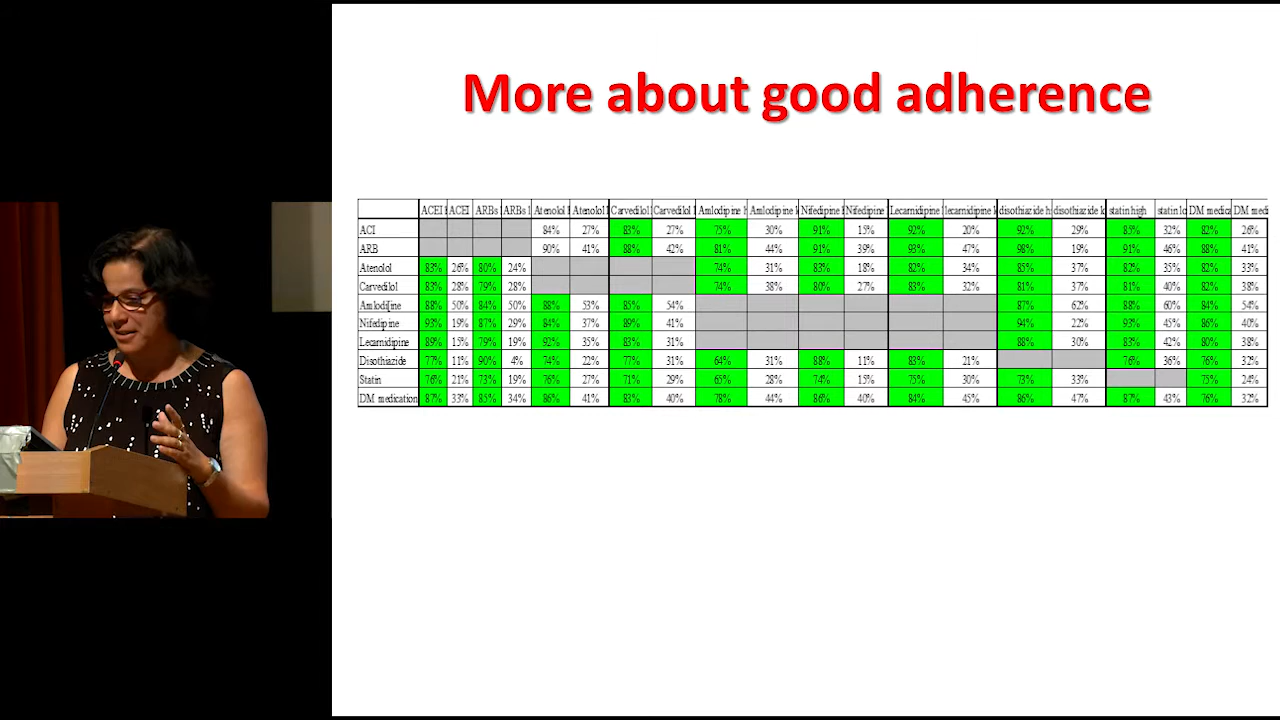 More about good adherence
ACEI ACEI ARBs ARBs Atenolol Atenolol Carvedilol Carvedilol Amlodipine Amlodipine Nifedipine Nifedipine Lecarnidipine lecarnidipine disothiazide disothiazide statin high statin DM DM
ACI 84% 27% 83% 27% 75% 30% 91% 15% 92% 20% 92% 29% 85% 32% 82% 26%
ARB 90% 41% 88% 42% 81% 44% 91% 39% 93% 47% 98% 19% 91% 46% 88% 41%
Atenolol 83% 26% 80% 24% 74% 31% 83% 18% 82% 34% 85% 37% 82% 35% 82% 33%
Carvedilol 83% 28% 79% 28% 74% 38% 80% 27% 83% 32% 81% 37% 81% 40% 82% 38%
88% 50% 84% 50% 88% 53% 85% 54% 87% 62% 88% 60% 84% 54%
Nifedipine 93% 19% 87% 29% 84% 37% 89% 41% 94% 22% 93% 45% 86% 40%
Lecarnidipine 89% 15% 79% 19% 92% 35% 83% 31% 88% 30% 83% 42% 80% 38%
Disothiazide 77% 11% 90% 4% 74% 22% 77% 31% 64% 31% 88% 11% 83% 21% 76% 36% 76% 32%
Statin 76% 21% 73% 19% 76% 27% 71% 29% 65% 28% 74% 15% 75% 30% 73% 33% 75% 24%
DM medication 87% 33% 85% 34% 86% 41% 83% 40% 78% 44% 86% 40% 84% 45% 86% 47% 87% 43% 76% 32%